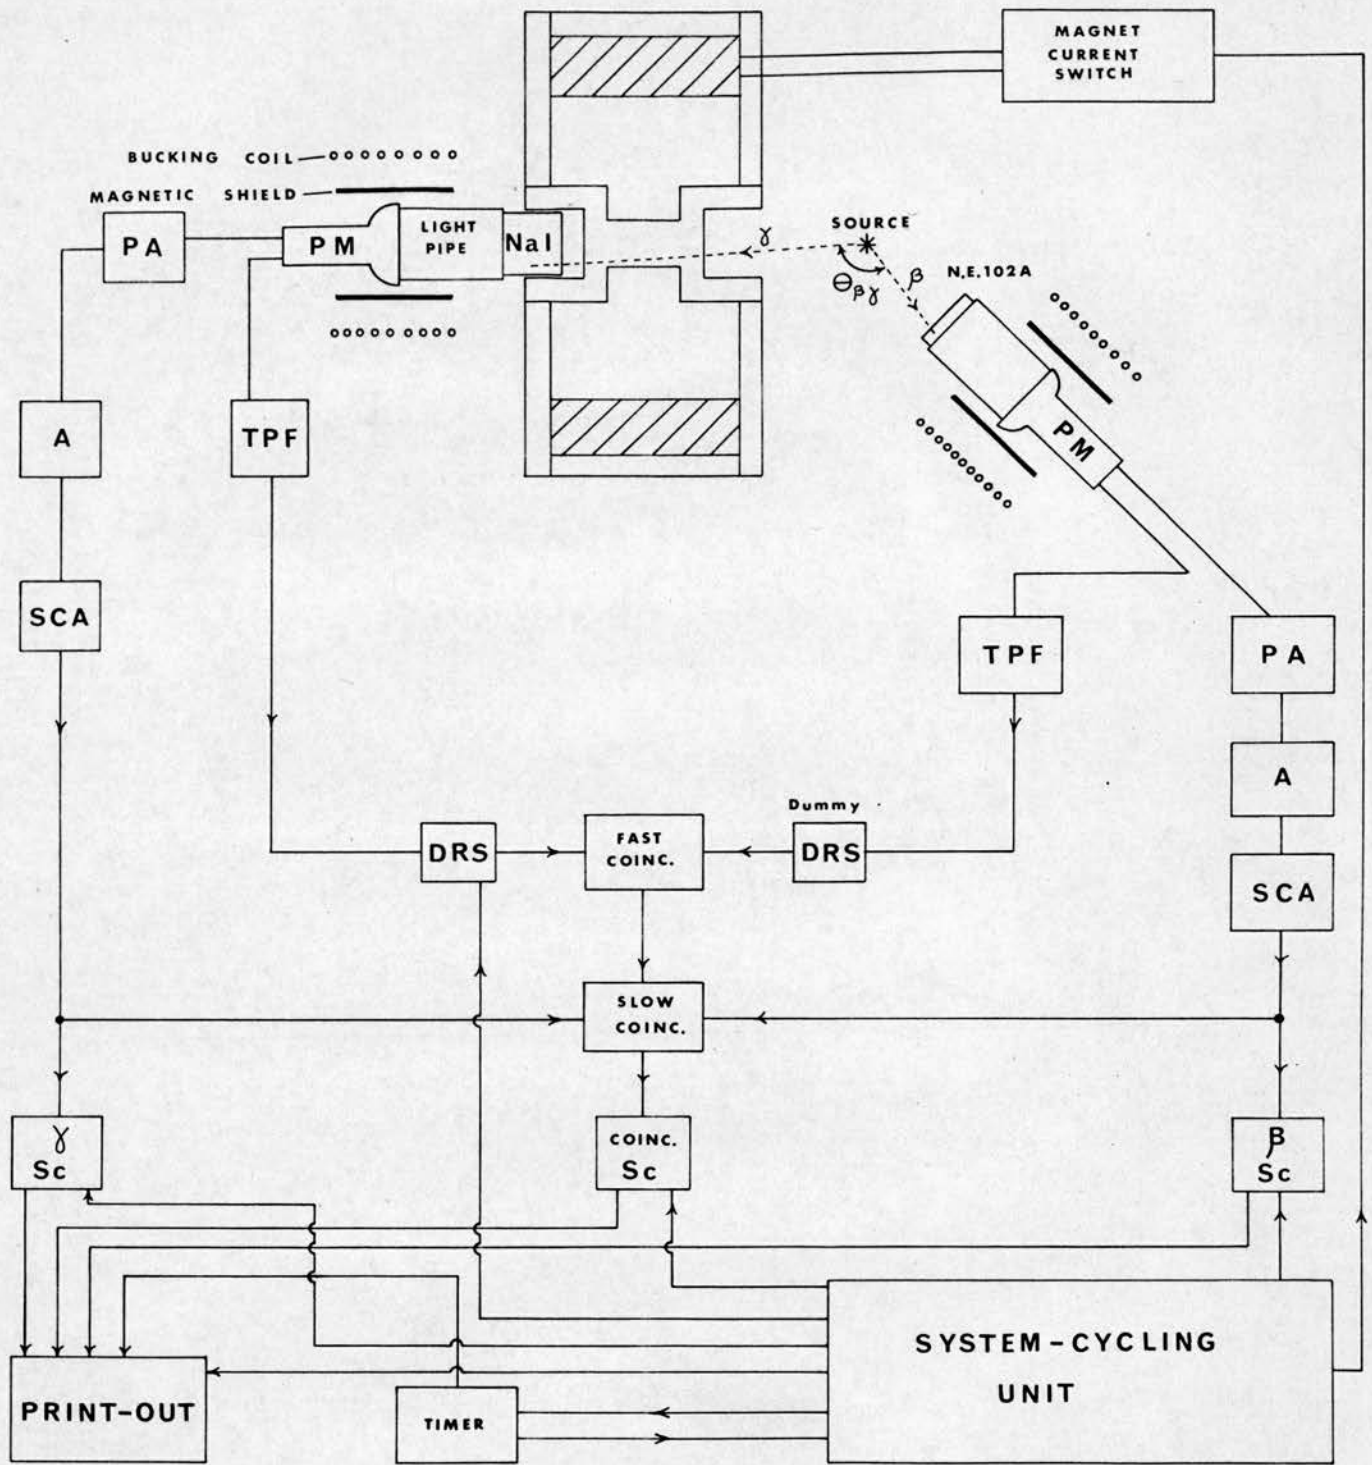 MAGNET
CURRENT
SWITCH
BUCKING COIL
MAGNETIC SHIELD
PA
PM
LIGHT
PIPE
NaI
γ
SOURCE
Θβγ
β
N.E.102A
PM
A
TPF
SCA
TPF
PA
A
Dummy
DRS
FAST
COINC.
DRS
SCA
SLOW
COINC.
γ
Sc
COINC.
Sc
β
Sc
SYSTEM-CYCLING
UNIT
PRINT-OUT
TIMER